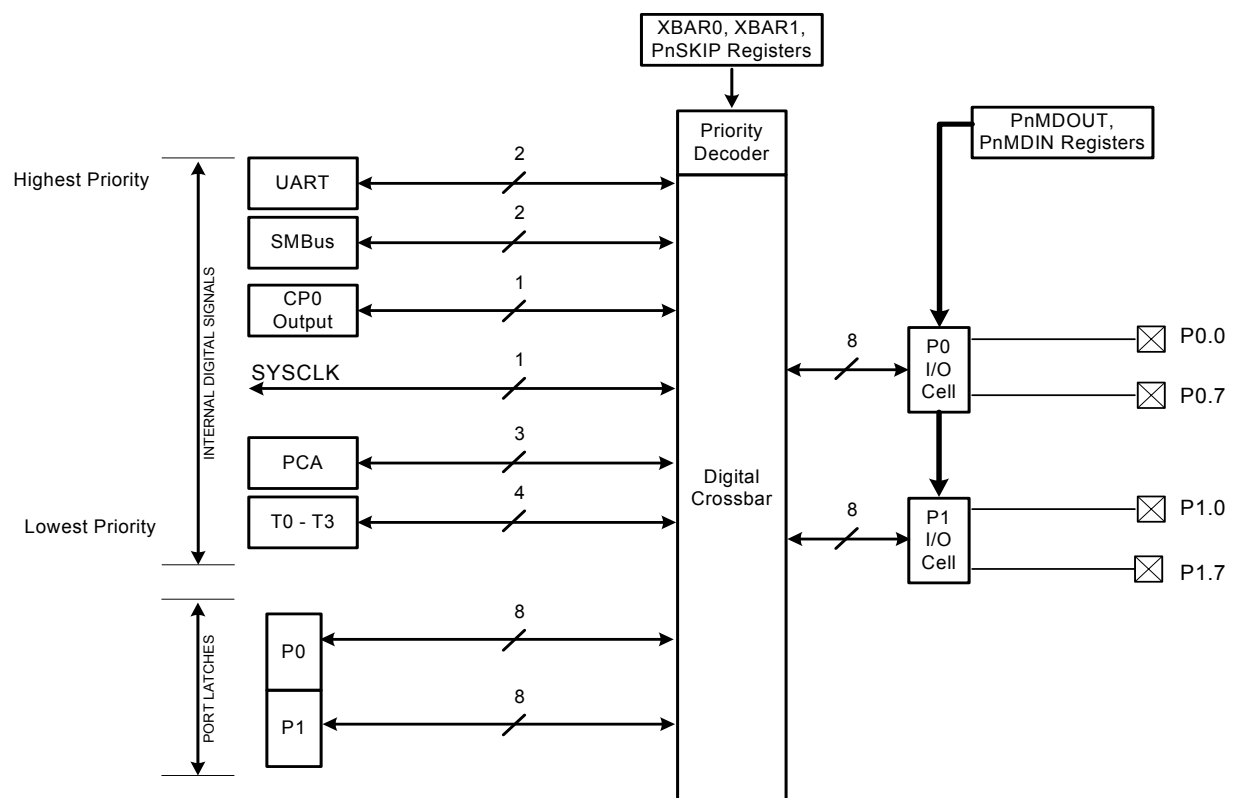 XBAR0, XBAR1,
PnSKIP Registers
Priority
Decoder
PnMDOUT,
PnMDIN Registers
Highest Priority
UART
2
SMBus
2
CP0
Output
1
INTERNAL DIGITAL SIGNALS
SYSCLK
1
PCA
3
T0 - T3
4
Lowest Priority
Digital
Crossbar
8
P0
I/O
Cell
P0.0
P0.7
8
P1
I/O
Cell
P1.0
P1.7
PORT LATCHES
P0
8
P1
8